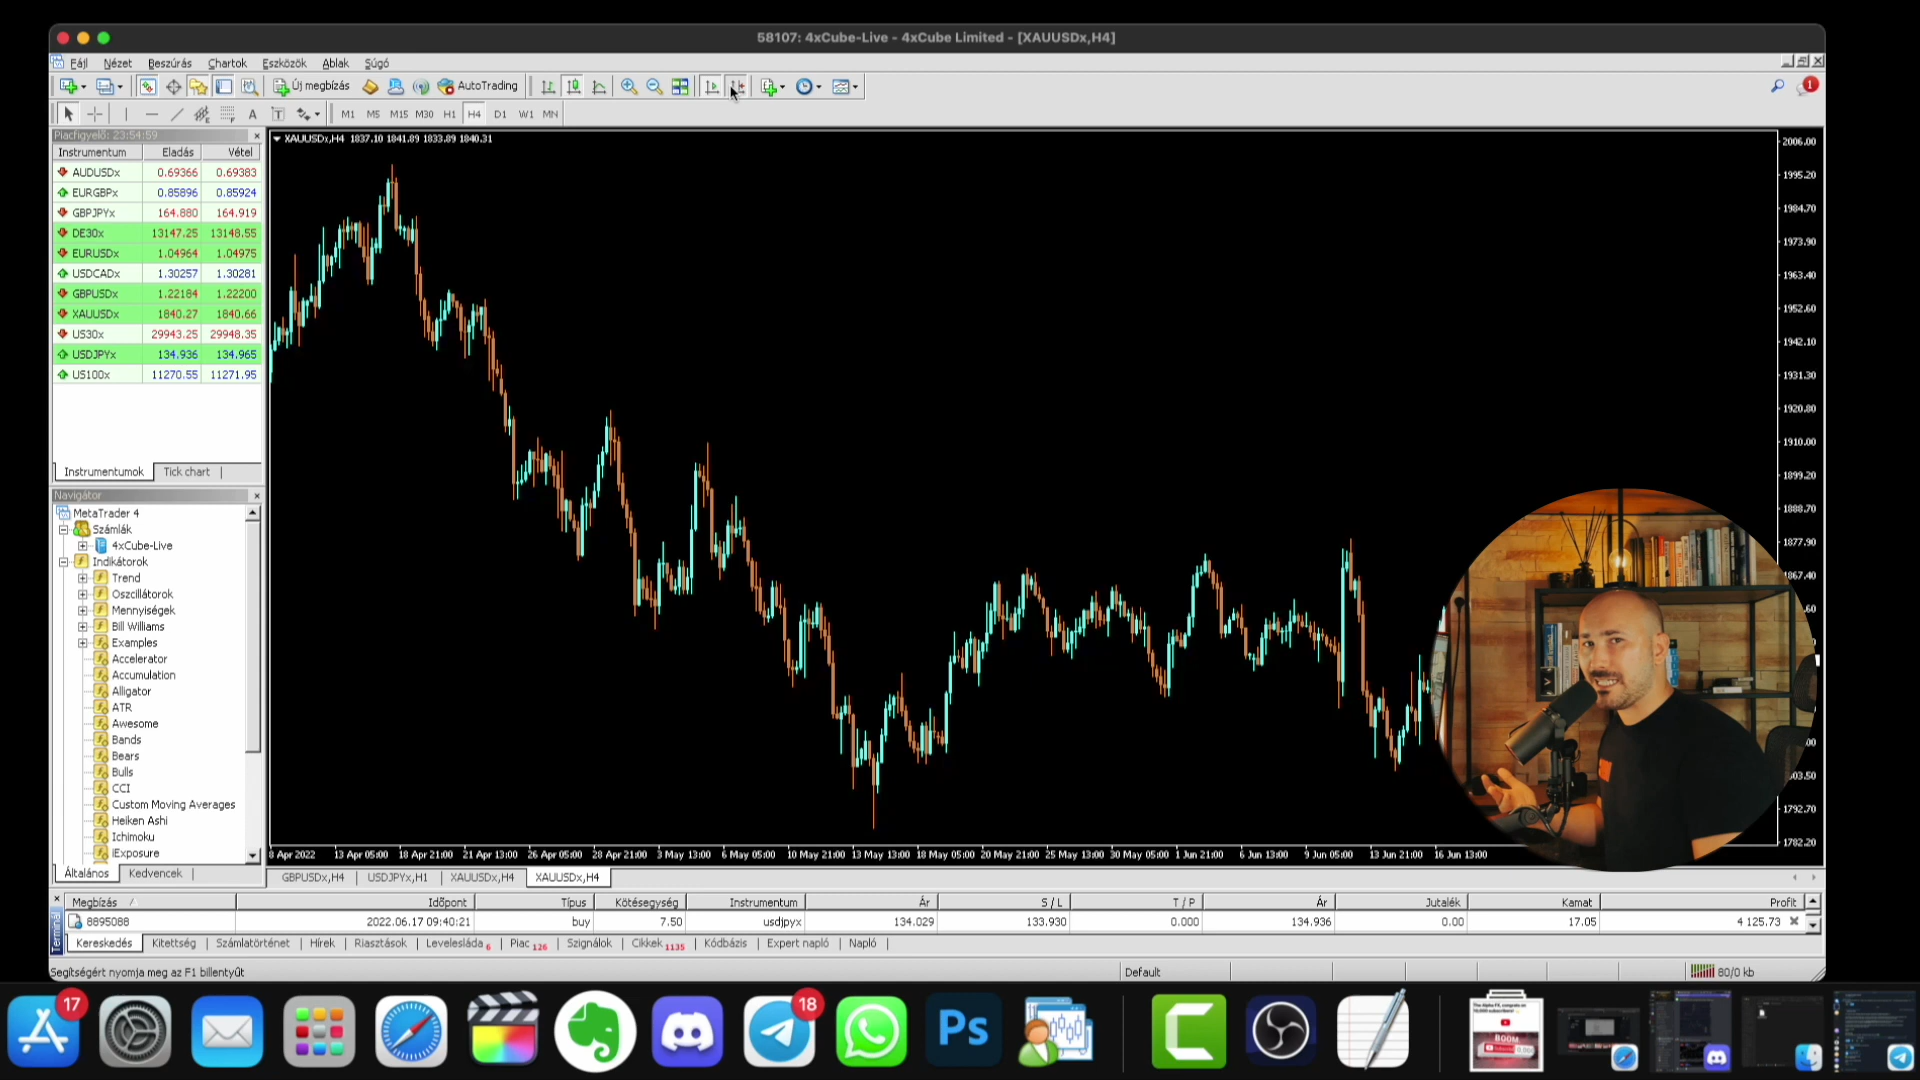 58107: 4xCube-Live - 4xCube Limited - [XAUUSDx,H4]
Fájl Nézet Beszúrás Chartok Eszközök Ablak Súgó
Új megbízás AutoTrading
1
A T M1 M5 M15 M30 H1 H4 D1 W1 MN
Piacfigyelő: 23:54:59
Instrumentum Eladás Vétel
AUDUSDx 0.69366 0.69383
EURGBPx 0.85896 0.85924
GBPJPYx 164.880 164.919
DE30x 13147.25 13148.55
EURUSDx 1.04964 1.04975
USDCADx 1.30257 1.30281
GBPUSDx 1.22184 1.22200
XAUUSDx 1840.27 1840.66
US30x 29943.25 29948.35
USDJPYx 134.936 134.965
US100x 11270.55 11271.95
Instrumentumok Tick chart
Navigátor
MetaTrader 4
Számlák
4xCube-Live
Indikátorok
Trend
Oszcillátorok
Mennyiségek
Bill Williams
Examples
Accelerator
Accumulation
Alligator
ATR
Awesome
Bands
Bears
Bulls
CCI
Custom Moving Averages
Heiken Ashi
Ichimoku
iExposure
Általános Kedvencek
XAUUSDx,H4 1837.10 1841.89 1833.89 1840.31
2006.00
1995.20
1984.70
1973.90
1963.40
1952.60
1942.10
1931.30
1920.80
1910.00
1899.20
1888.70
1877.90
1867.40
1792.70
1782.20
8 Apr 2022 13 Apr 05:00 18 Apr 21:00 21 Apr 13:00 26 Apr 05:00 28 Apr 21:00 3 May 13:00 6 May 05:00 10 May 21:00 13 May 13:00 18 May 05:00 20 May 21:00 25 May 13:00 30 May 05:00 1 Jun 21:00 6 Jun 13:00 9 Jun 05:00 13 Jun 21:00 16 Jun 13:00
GBPUSDx,H4 USDJPYx,H1 XAUUSDx,H4 XAUUSDx,H4
Megbízás Időpont Típus Kötésegység Instrumentum Ár S / L T / P Ár Jutalék Kamat Profit
8895088 2022.06.17 09:40:21 buy 7.50 usdjpyx 134.029 133.930 0.000 134.936 0.00 17.05 4 125.73
Terminál
Kereskedés Kitettség Számlatörténet Hírek Riasztások Levelesláda 6 Piac 126 Szignálok Cikkek 1135 Kódbázis Expert napló Napló
Segítségért nyomja meg az F1 billentyűt Default 80/0 kb
17
18
Ps
BOOM